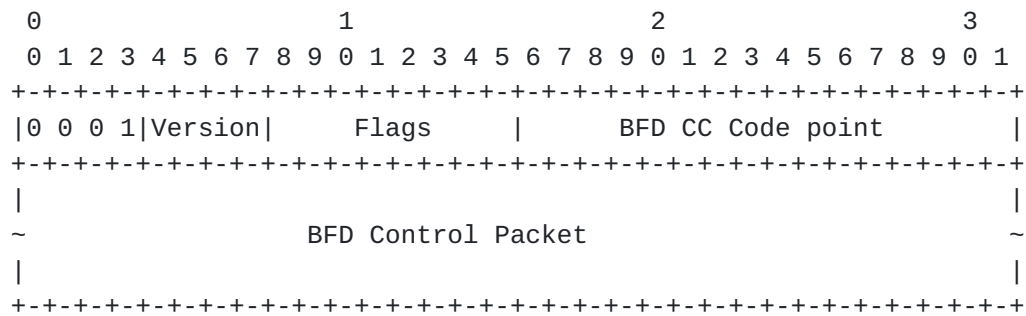 0                   1                   2                   3
 0 1 2 3 4 5 6 7 8 9 0 1 2 3 4 5 6 7 8 9 0 1 2 3 4 5 6 7 8 9 0 1
+-+-+-+-+-+-+-+-+-+-+-+-+-+-+-+-+-+-+-+-+-+-+-+-+-+-+-+-+-+-+-+-+
|0 0 0 1|Version|     Flags     |      BFD CC Code point        |
+-+-+-+-+-+-+-+-+-+-+-+-+-+-+-+-+-+-+-+-+-+-+-+-+-+-+-+-+-+-+-+-+
|                                                               |
~                  BFD Control Packet                           ~
|                                                               |
+-+-+-+-+-+-+-+-+-+-+-+-+-+-+-+-+-+-+-+-+-+-+-+-+-+-+-+-+-+-+-+-+